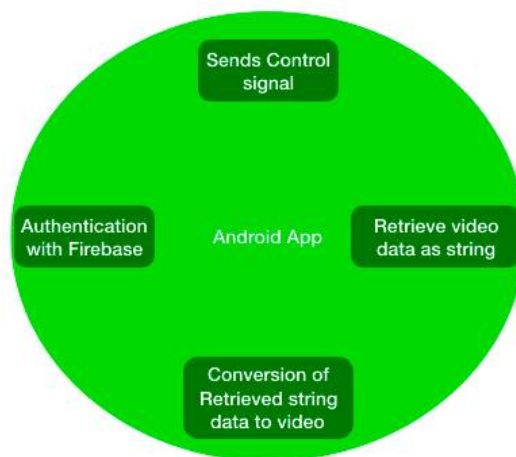 Sends Control
signal
Authentication
with Firebase
Android App
Retrieve video
data as string
Conversion of
Retrieved string
data to video